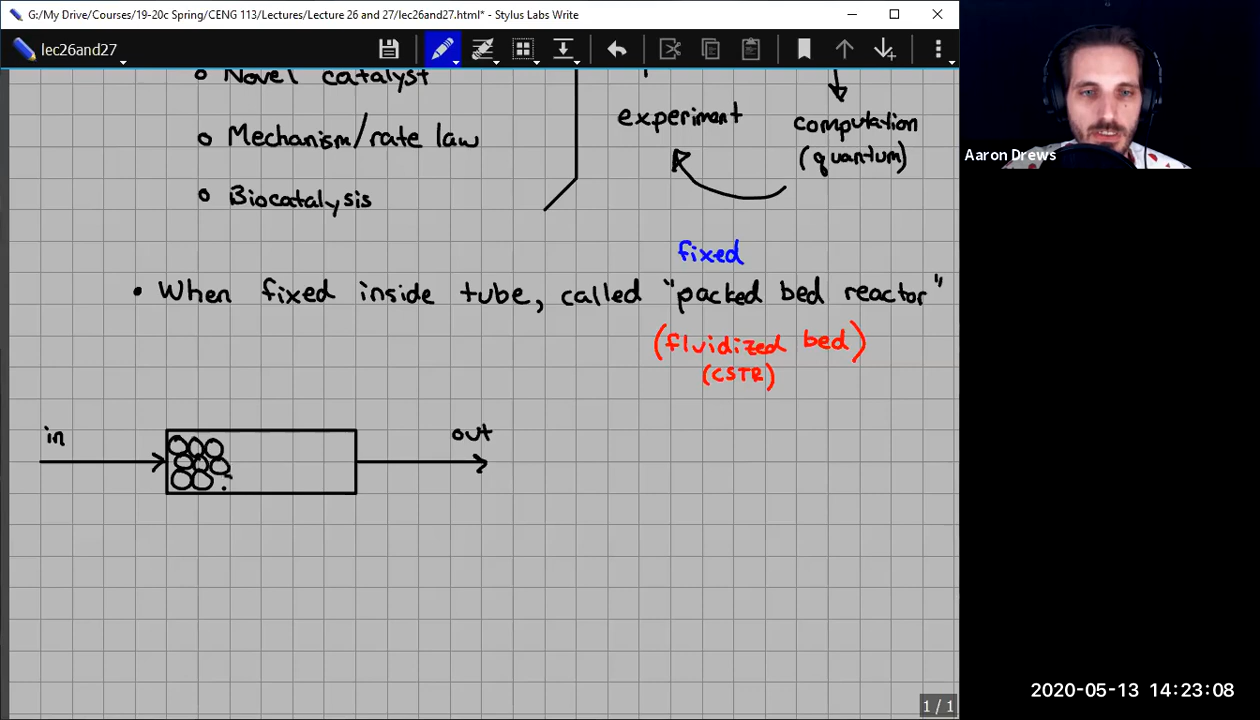 G:/My Drive/Courses/19-20c Spring/CENG 113/Lectures/Lecture 26 and 27/lec26and27.html* - Stylus Labs Write
lec26and27
Novel catalyst
Mechanism/rate law
Biocatalysis
experiment
computation
(quantum)
Aaron Drews
fixed
• When fixed inside tube, called "packed bed reactor"
(fluidized bed)
(CSTR)
in
out
1 / 1
2020-05-13 14:23:08